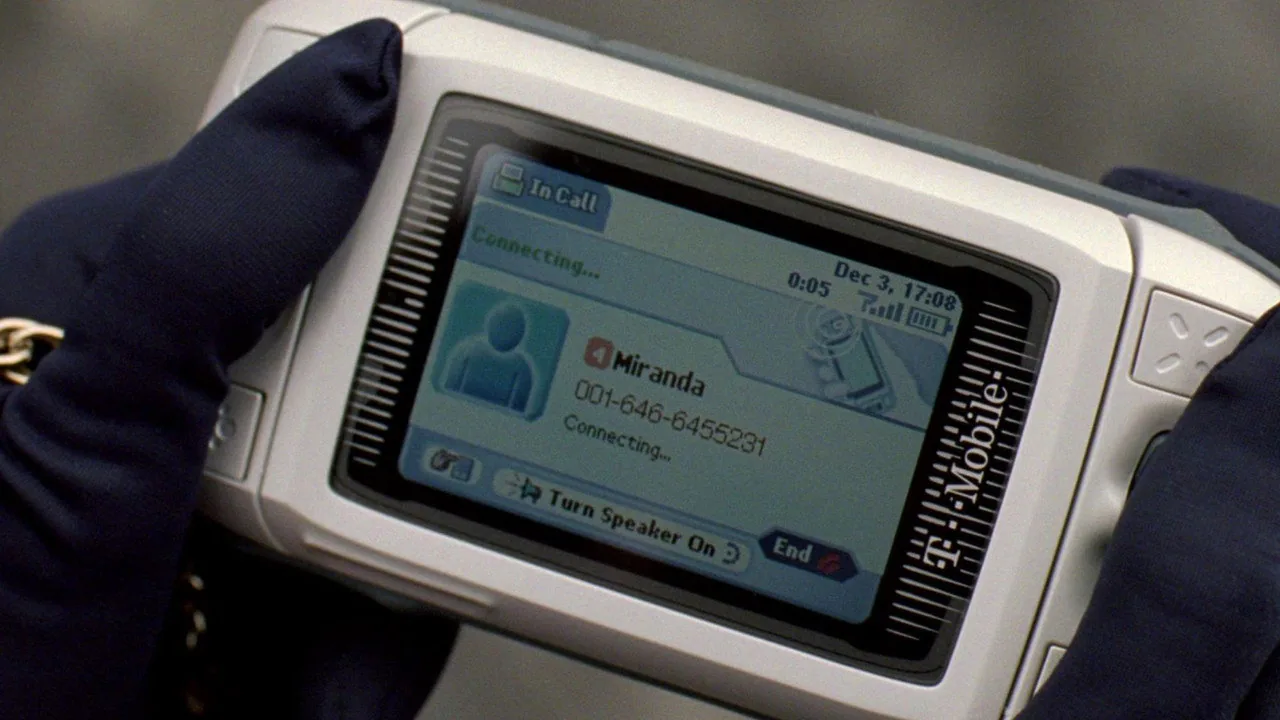 In Call
Connecting...
Dec 3, 17:08
0:05
Miranda
001-646-6455231
Connecting...
Turn Speaker On
End
T··Mobile·